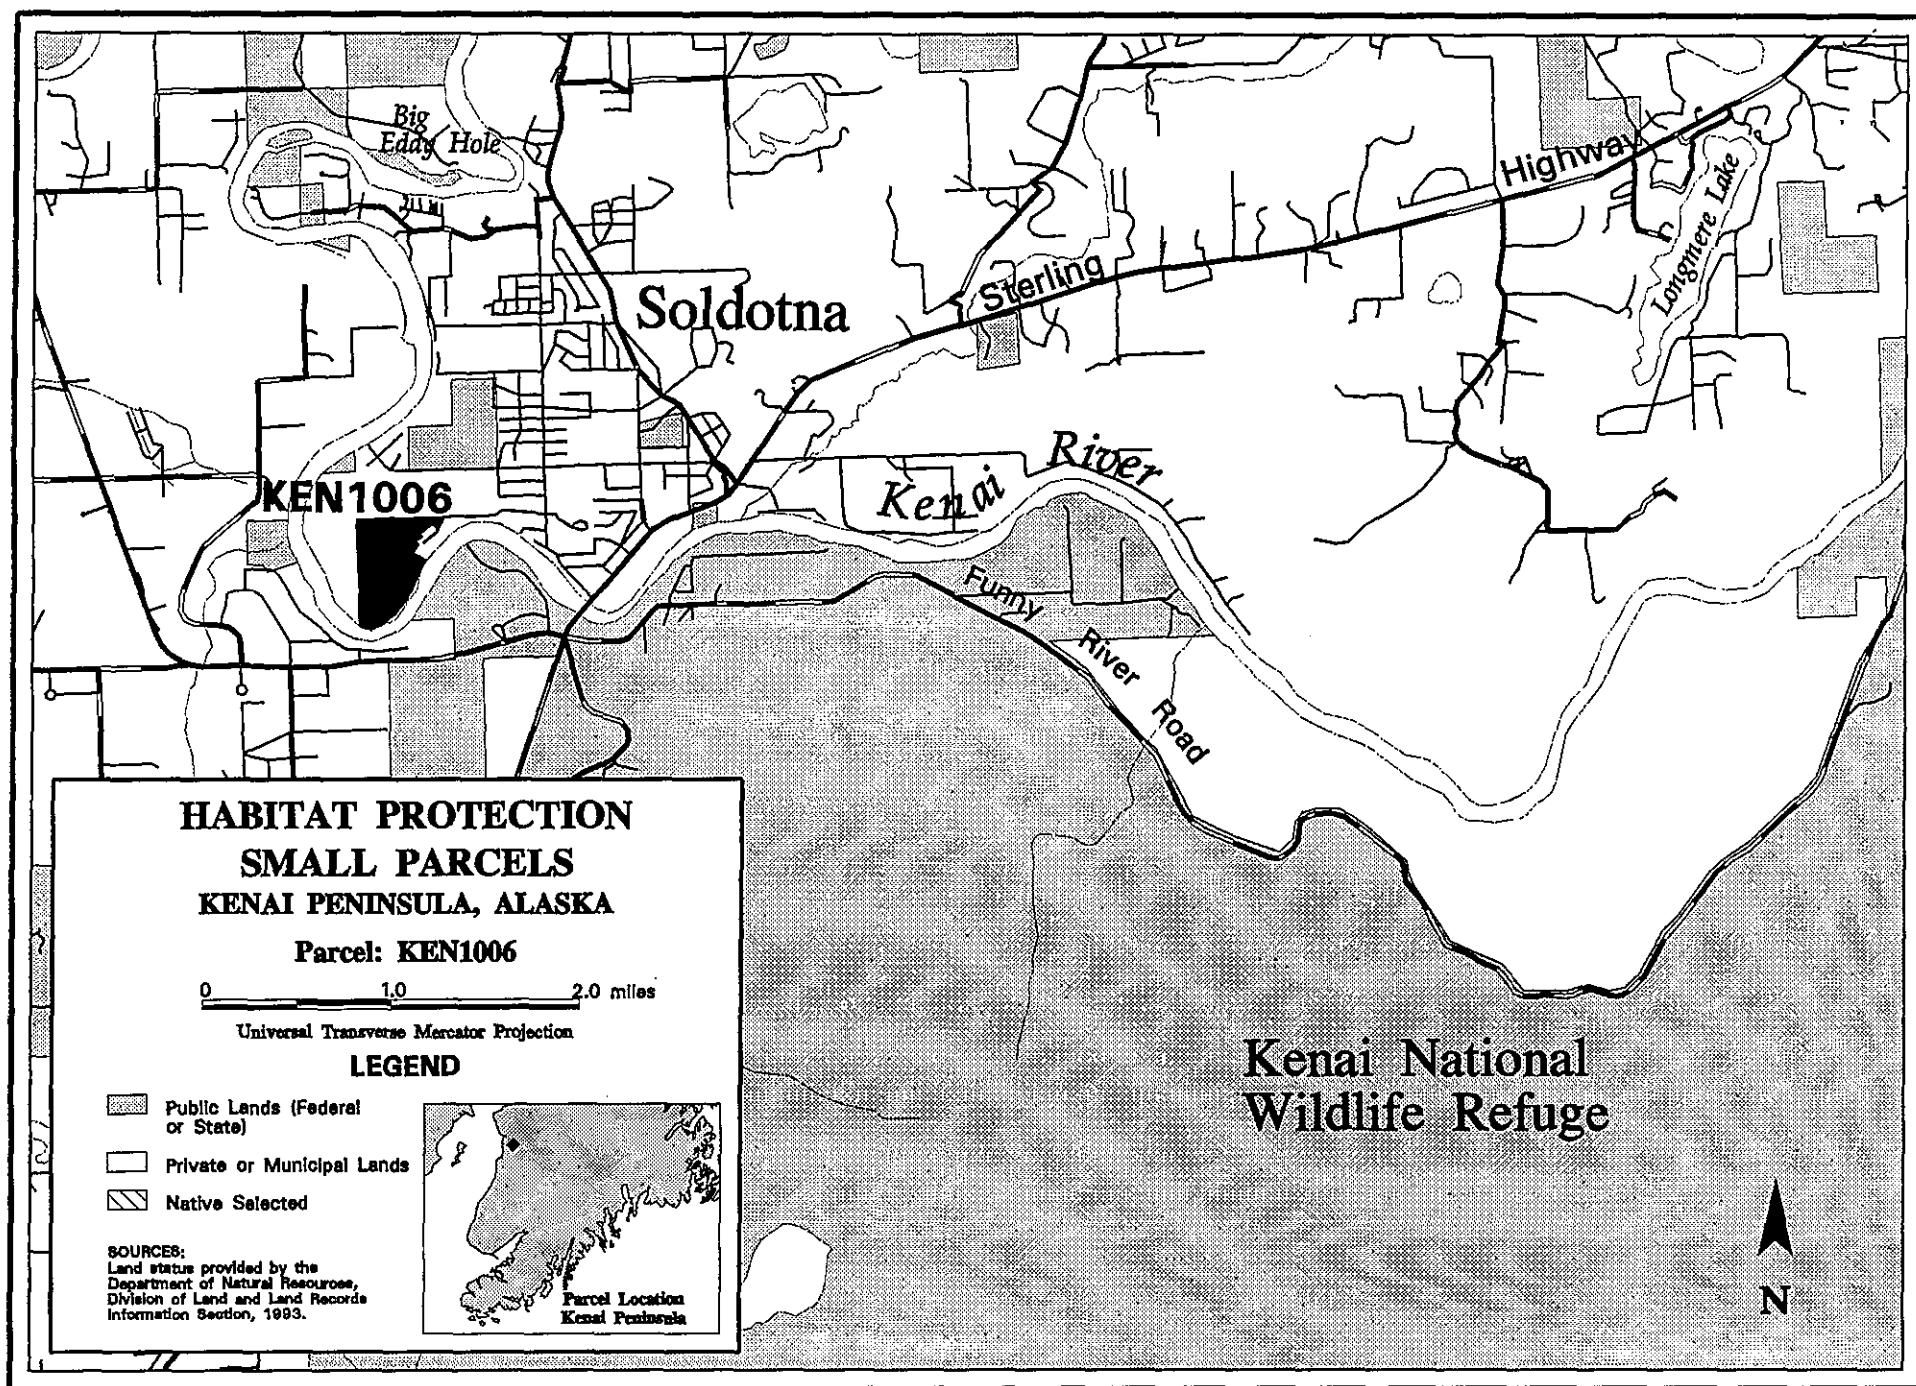 Big
Eddy Hole
Highway
Longmere Lake
Sterling
Soldotna
River
Kenai
KEN1006
Funny
River
Road
HABITAT PROTECTION
SMALL PARCELS
KENAI PENINSULA, ALASKA
Parcel: KEN1006
0 1.0 2.0 miles
Universal Transverse Mercator Projection
LEGEND
Public Lands (Federal
or State)
Private or Municipal Lands
Native Selected
SOURCES:
Land status provided by the
Department of Natural Resources,
Division of Land and Land Records
Information Section, 1993.
Parcel Location
Kenai Peninsula
Kenai National
Wildlife Refuge
N